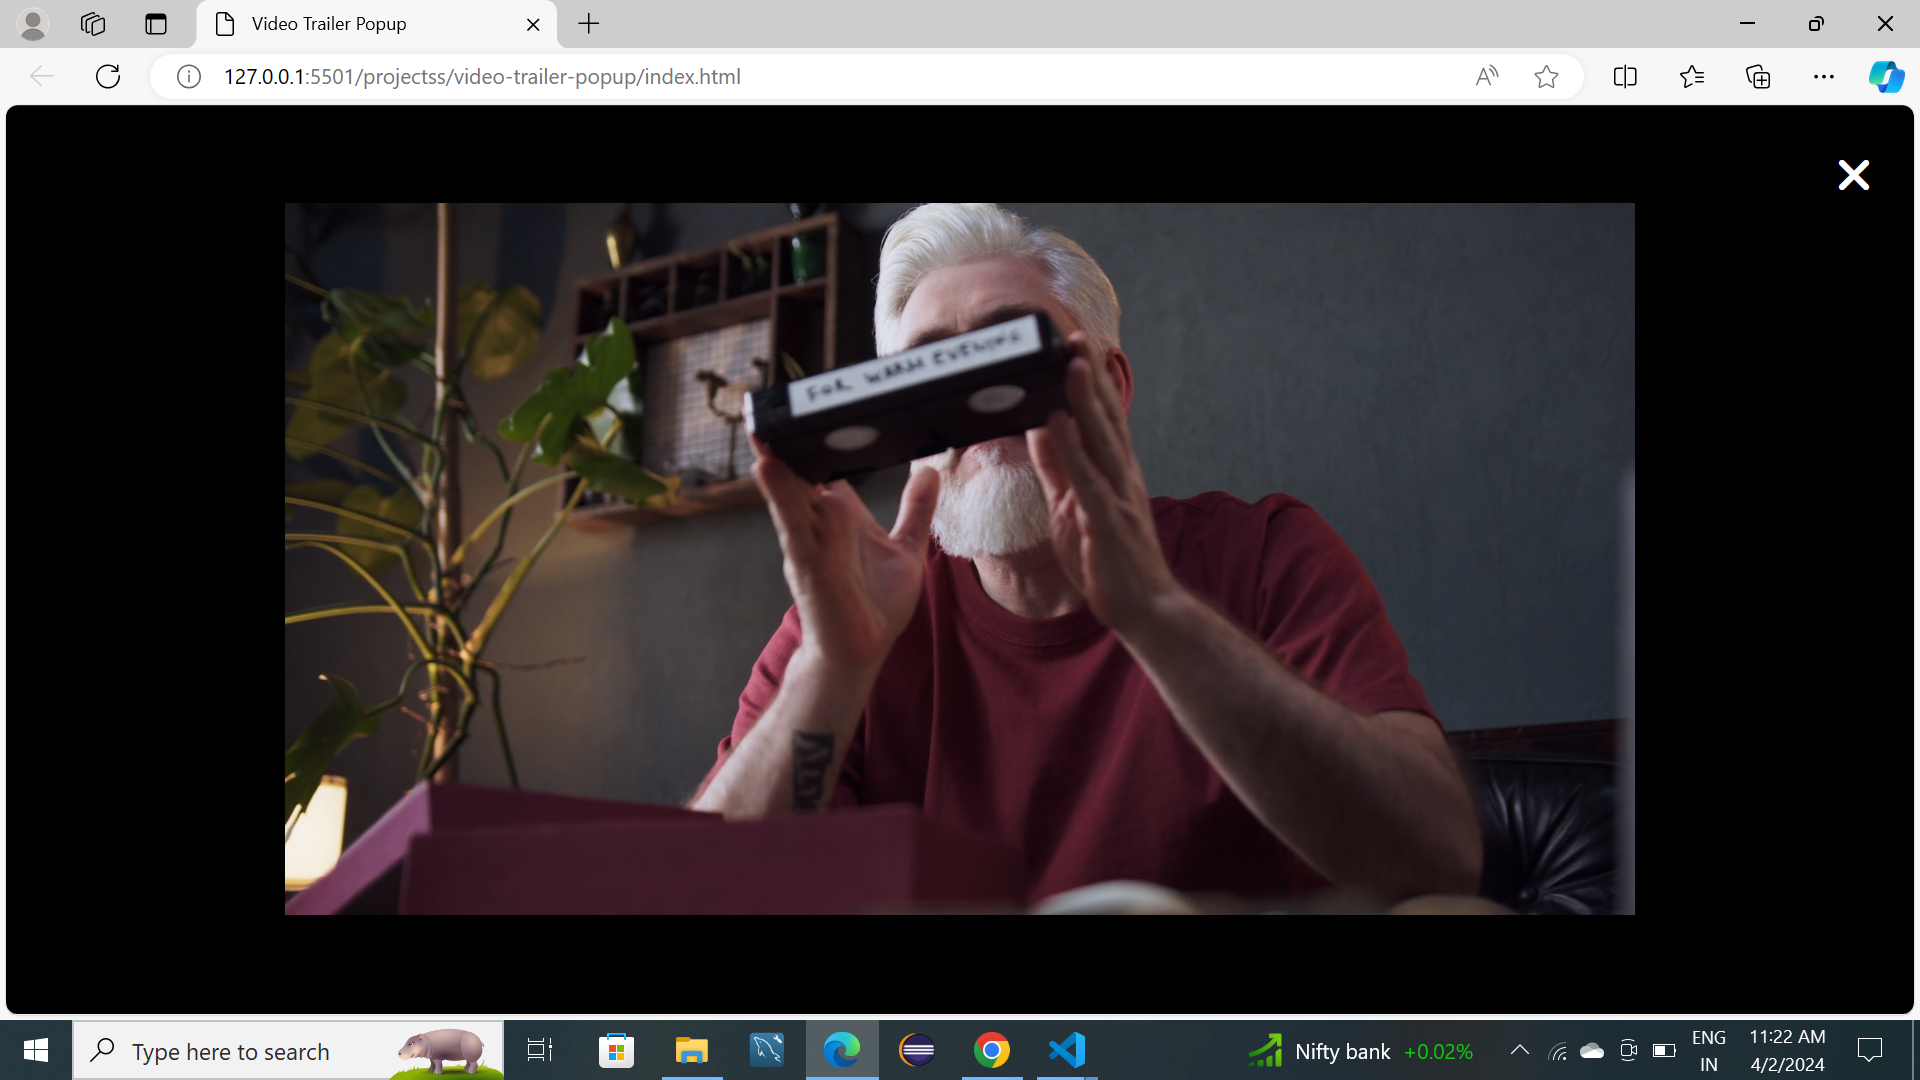 Video Trailer Popup
127.0.0.1:5501/projectss/video-trailer-popup/index.html
FOR WARM EVENING
Type here to search
Nifty bank +0.02%
ENG
IN
11:22 AM
4/2/2024